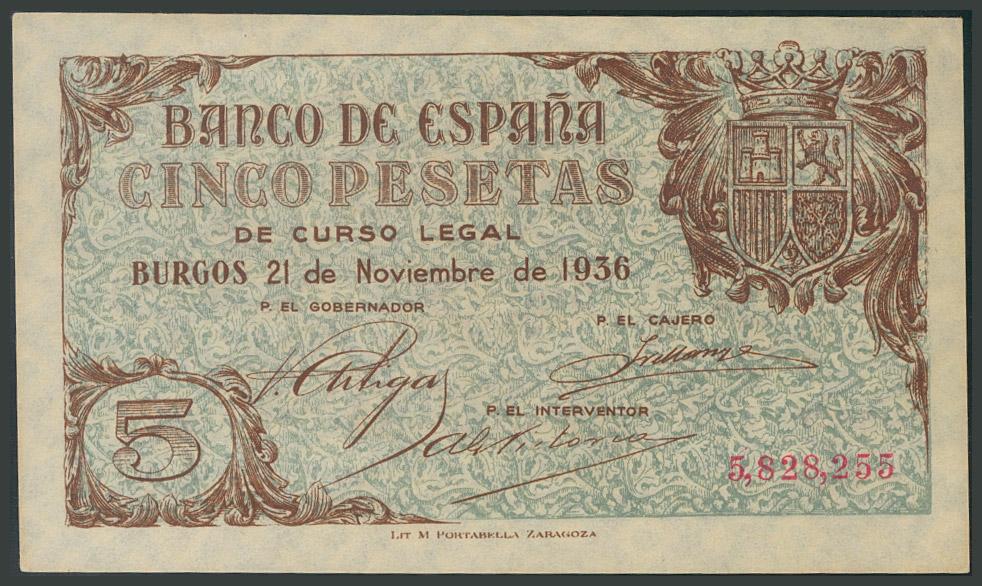 BANCO DE ESPAÑA
CINCO PESETAS
DE CURSO LEGAL
BURGOS 21 de Noviembre de 1936
P. EL GOBERNADOR
P. EL CAJERO
V. Artigas
P. EL INTERVENTOR
5
5,828,255
LIT M PORTABELLA ZARAGOZA